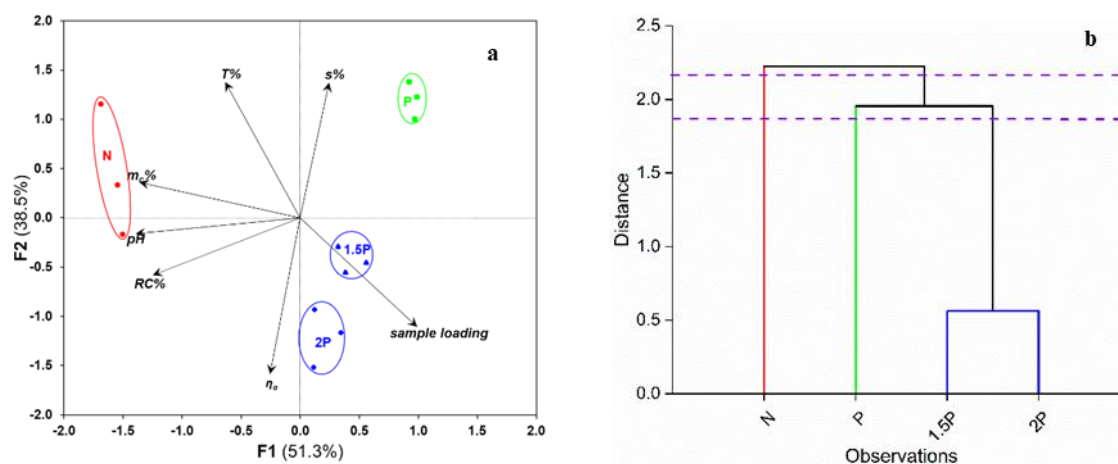 a
2.0
1.5
1.0
0.5
0.0
-0.5
-1.0
-1.5
-2.0
F2 (38.5%)
T%
s%
P
N
mₑ%
pH
RC%
1.5P
sample loading
2P
ηₐ
-2.0 -1.5 -1.0 -0.5 0.0 0.5 1.0 1.5 2.0
F1 (51.3%)
b
2.5
2.0
1.5
1.0
0.5
0.0
Distance
N P 1.5P 2P
Observations